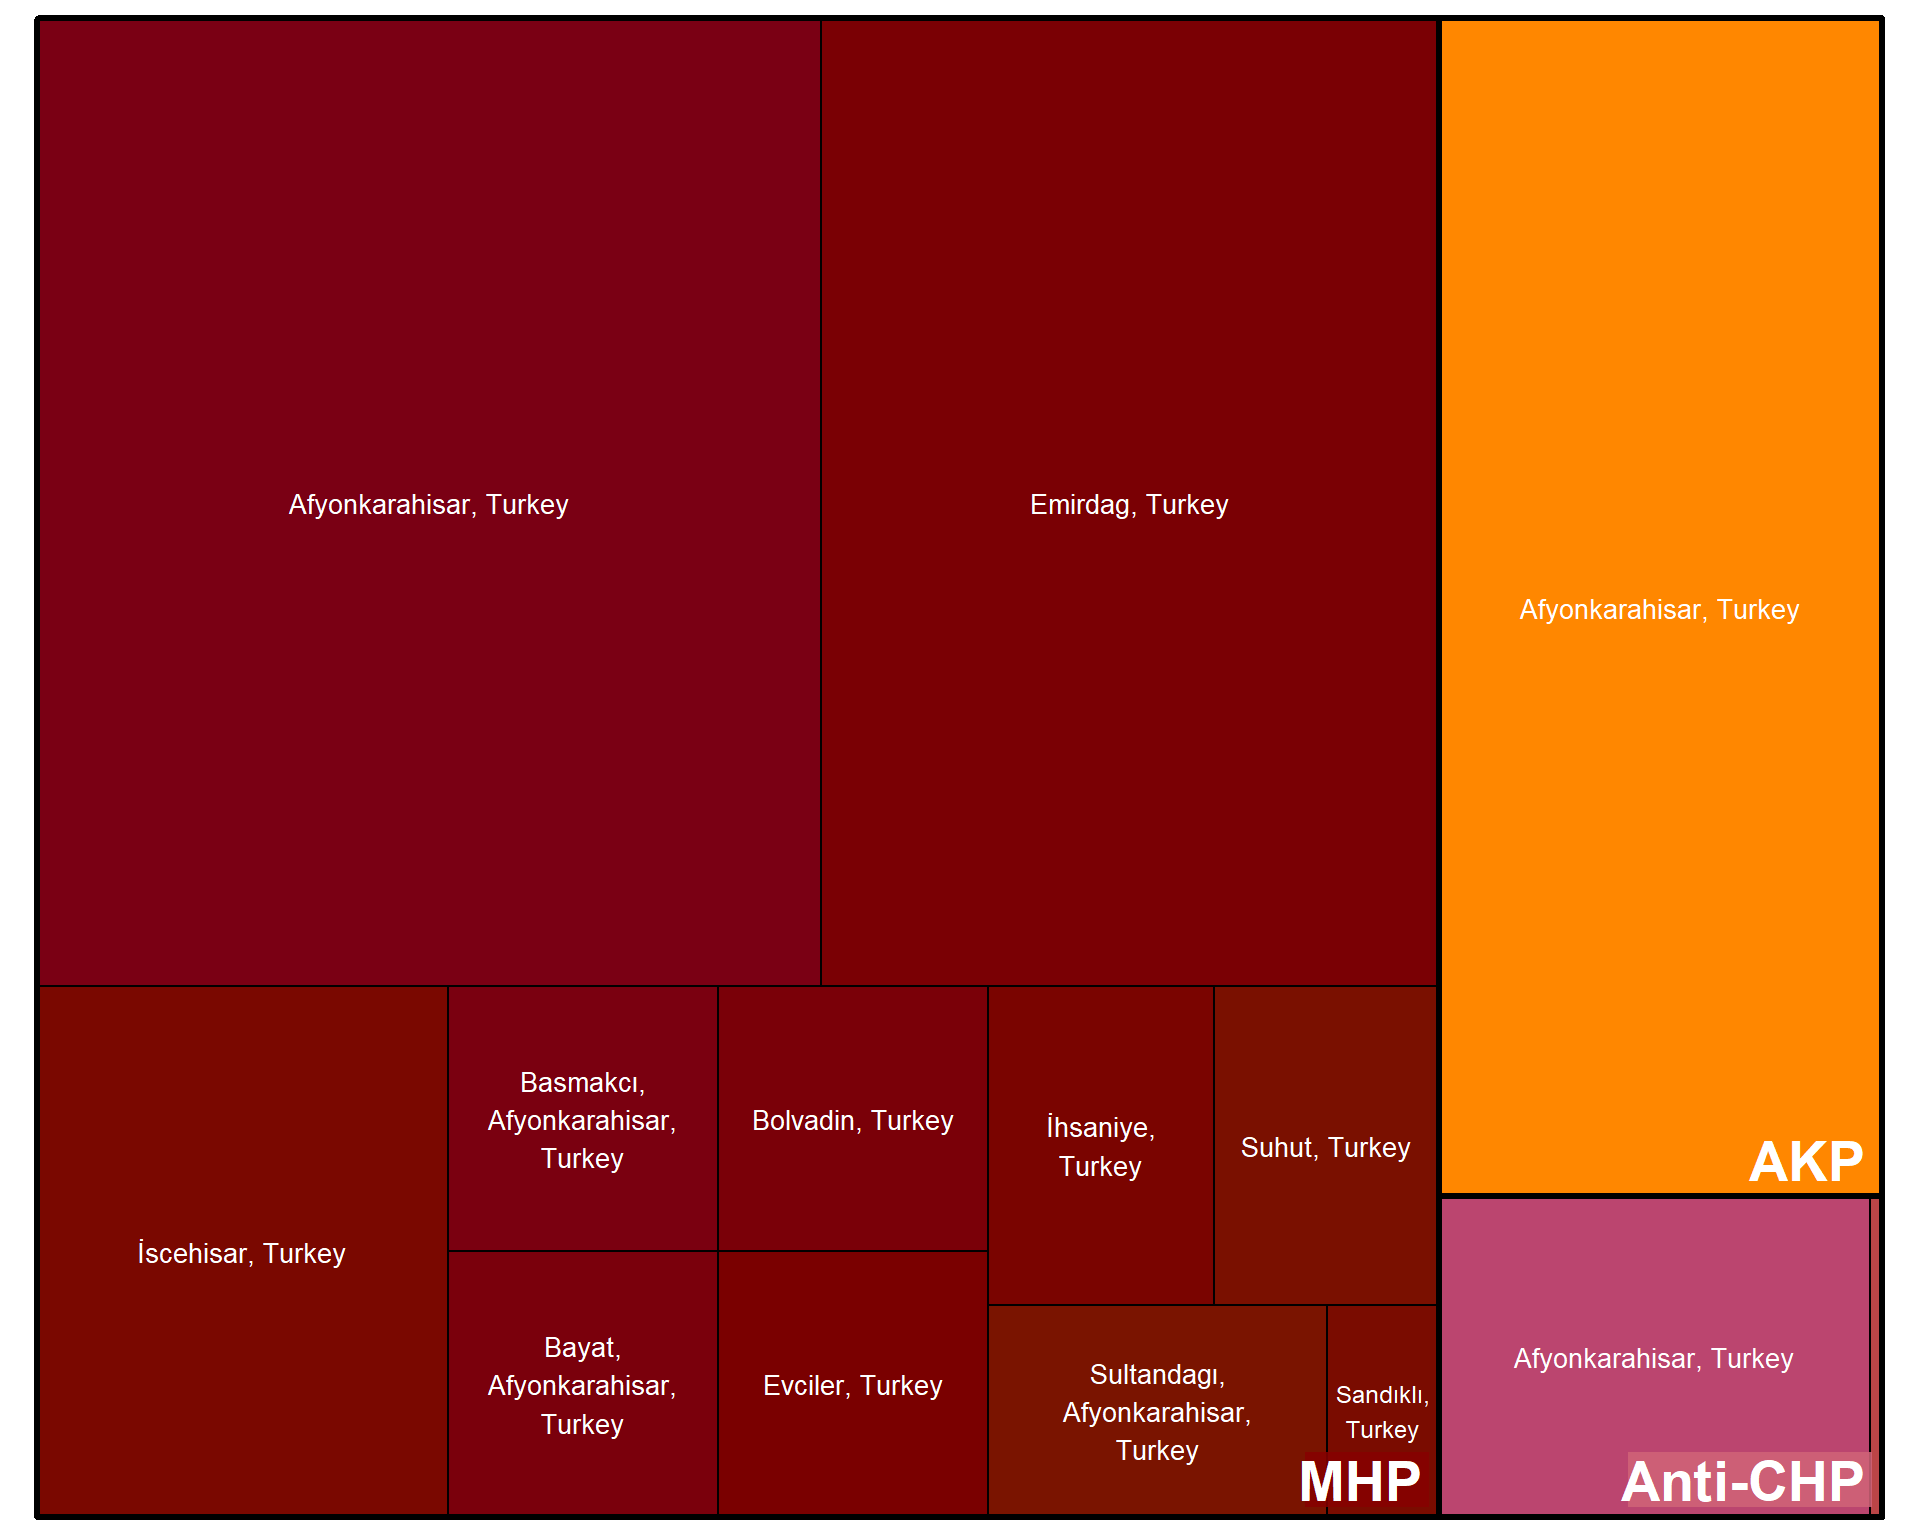 Afyonkarahisar, Turkey
Emirdag, Turkey
Afyonkarahisar, Turkey
AKP
İscehisar, Turkey
Basmakcı,
Afyonkarahisar,
Turkey
Bolvadin, Turkey
İhsaniye,
Turkey
Suhut, Turkey
Bayat,
Afyonkarahisar,
Turkey
Evciler, Turkey
Sultandagı,
Afyonkarahisar,
Turkey
Sandıklı,
Turkey
MHP
Afyonkarahisar, Turkey
Anti-CHP